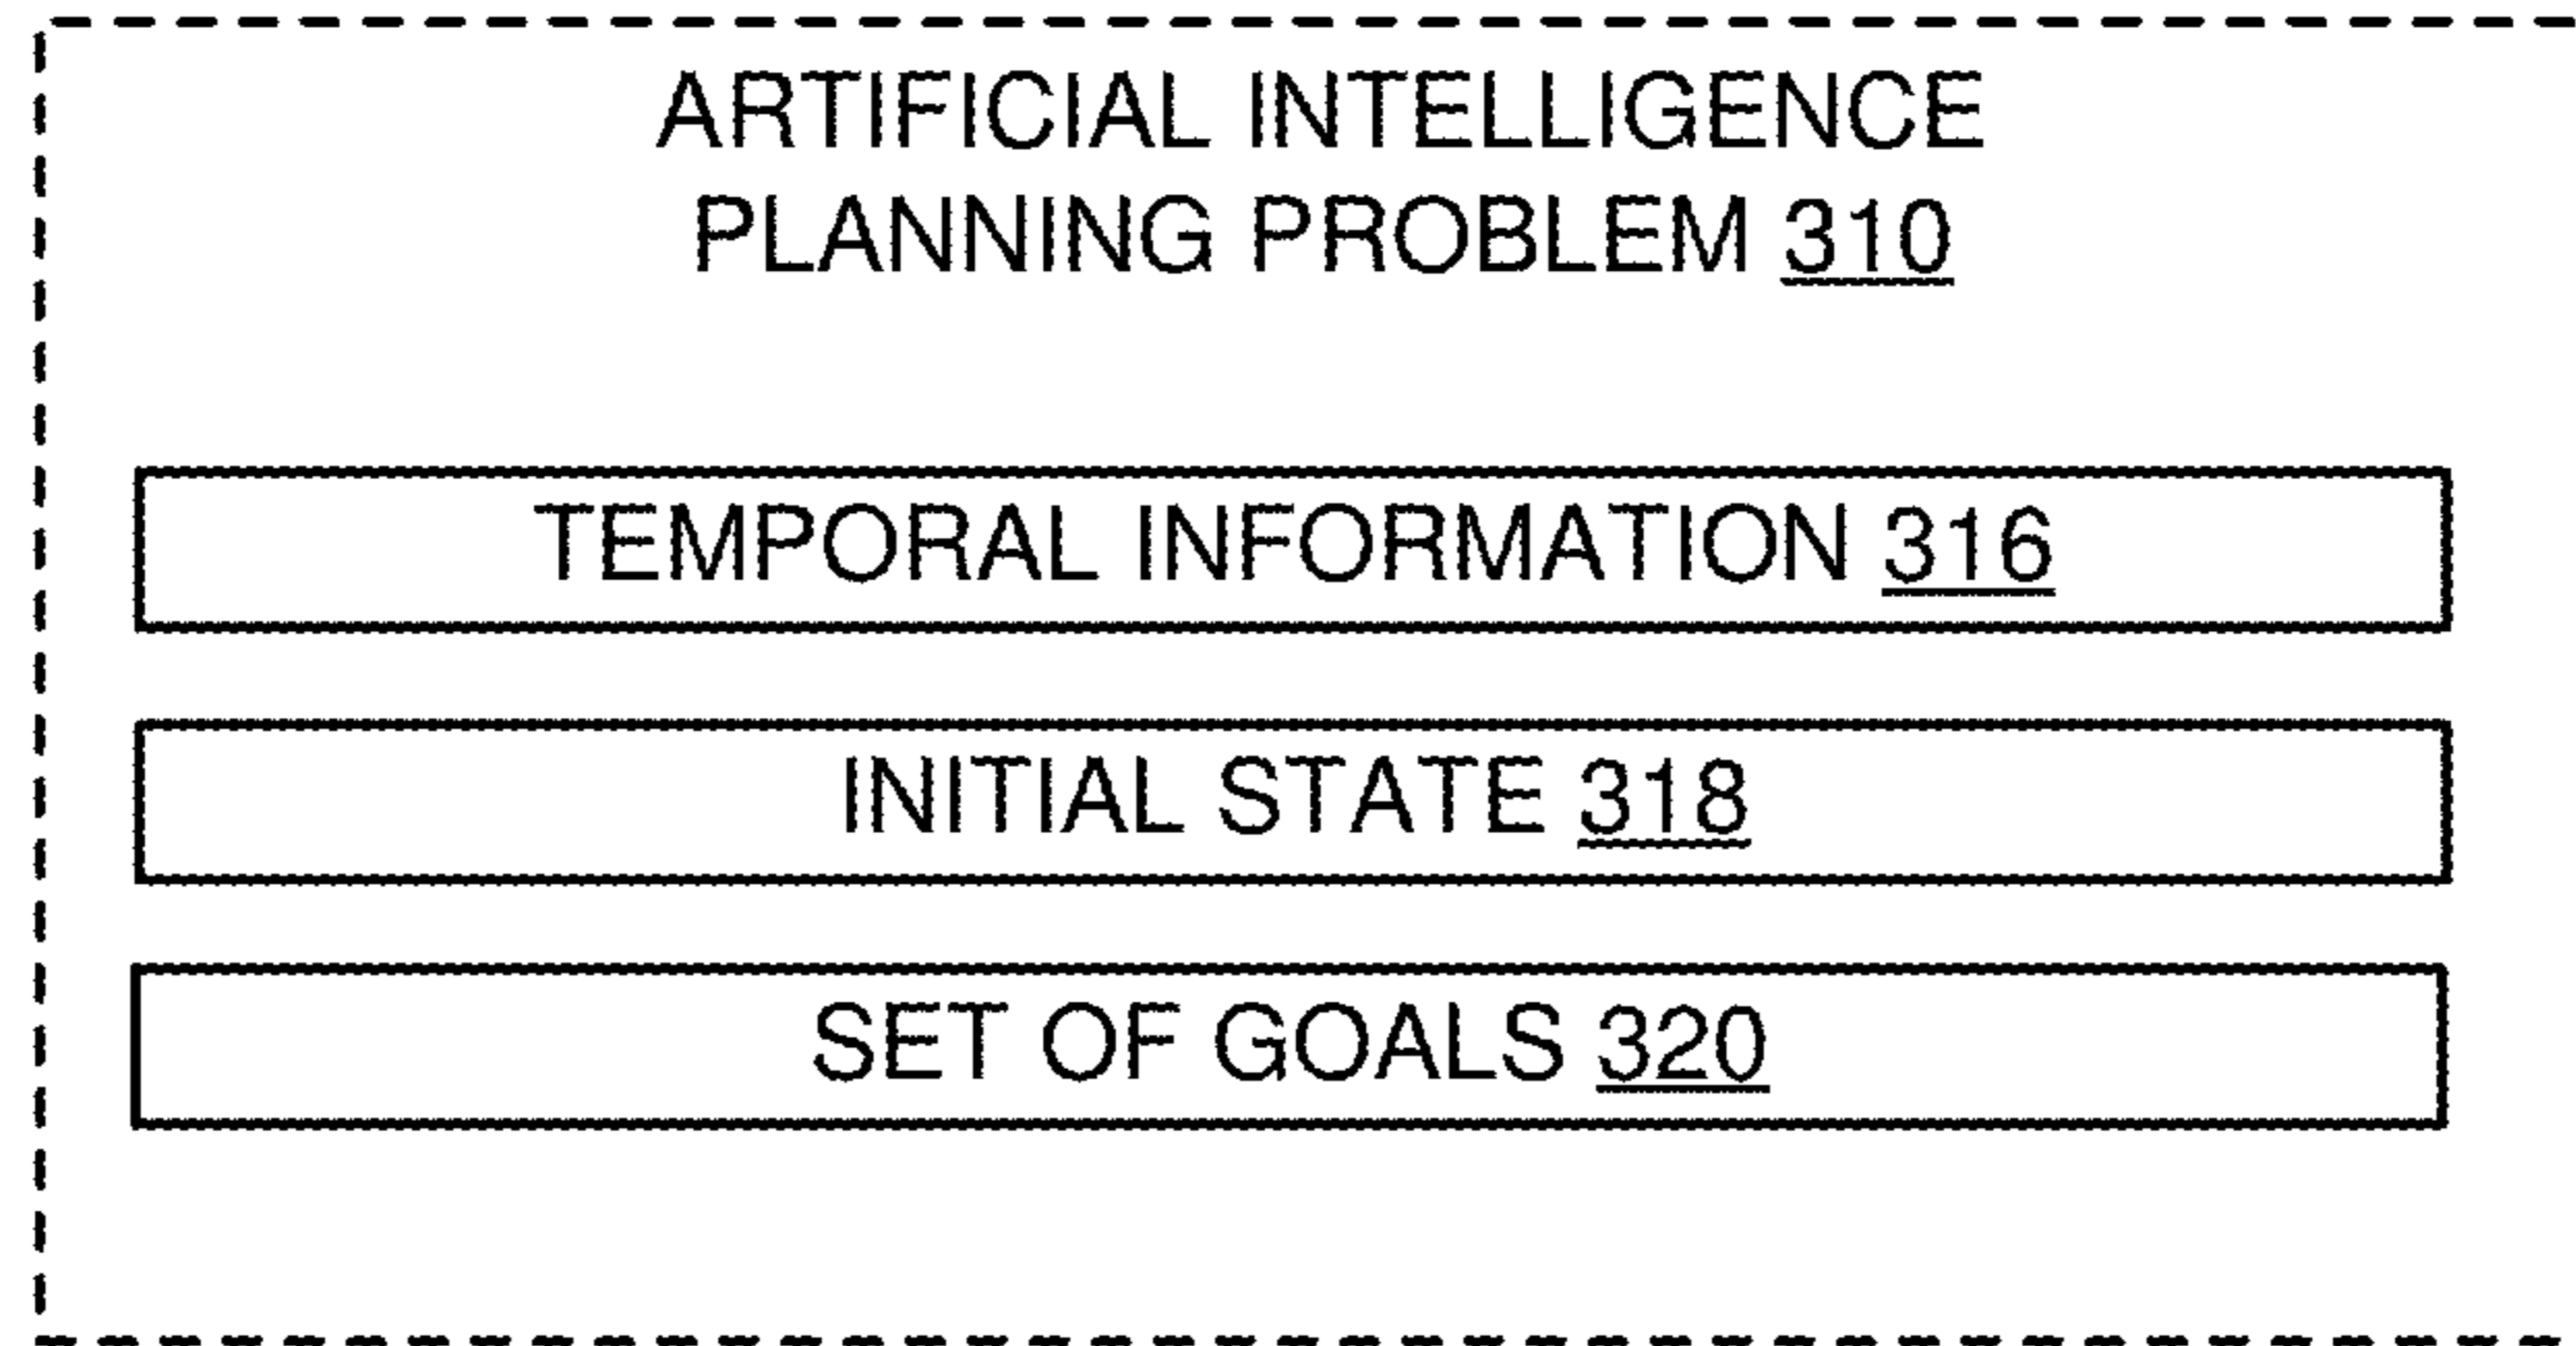 ARTIFICIAL INTELLIGENCE
PLANNING PROBLEM 310
TEMPORAL INFORMATION 316
INITIAL STATE 318
SET OF GOALS 320